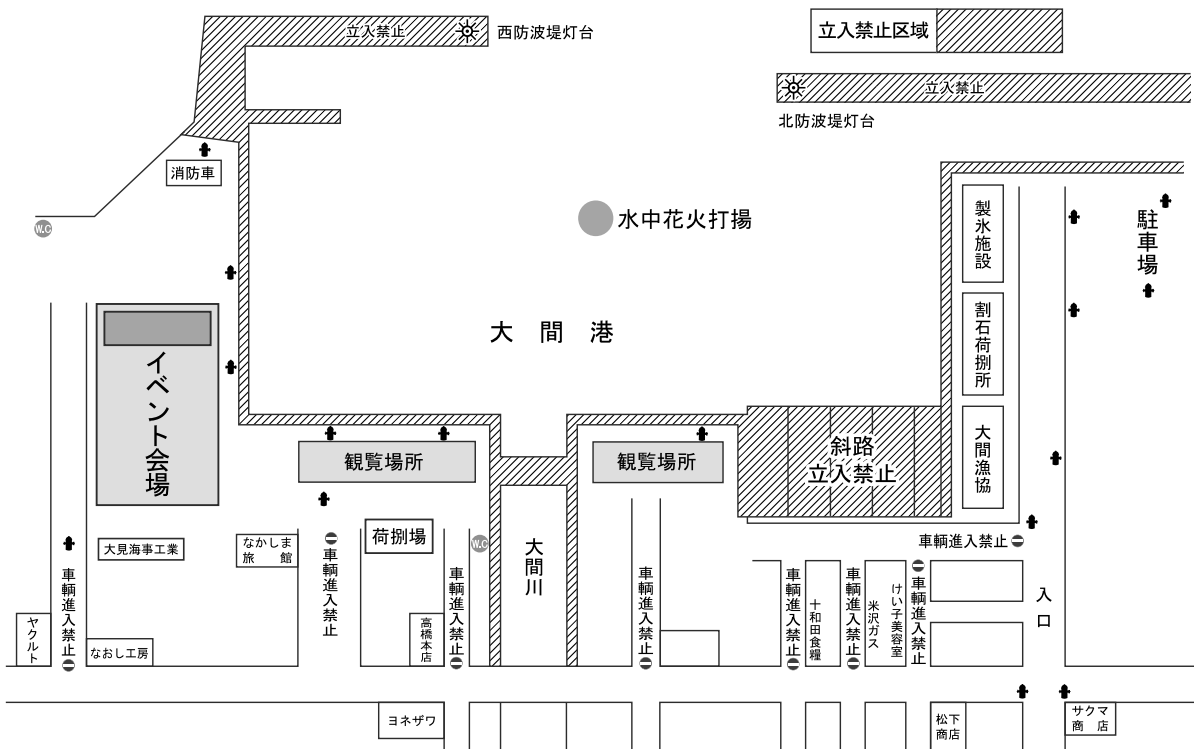 立入禁止
西防波堤灯台
立入禁止区域
立入禁止
北防波堤灯台
消防車
W.C
水中花火打揚
大間港
製氷施設
駐車場
割石荷捌所
大間漁協
イベント会場
観覧場所
観覧場所
斜路
立入禁止
荷捌場
W.C
大間川
なかしま
旅館
大見海事工業
車輌進入禁止
車輌進入禁止
車輌進入禁止
車輌進入禁止
車輌進入禁止
車輌進入禁止
車輌進入禁止
車輌進入禁止
ヤクルト
なおし工房
高橋本店
十和田食糧
米沢ガス
けい子美容室
入口
ヨネザワ
松下
商店
サクマ
商店